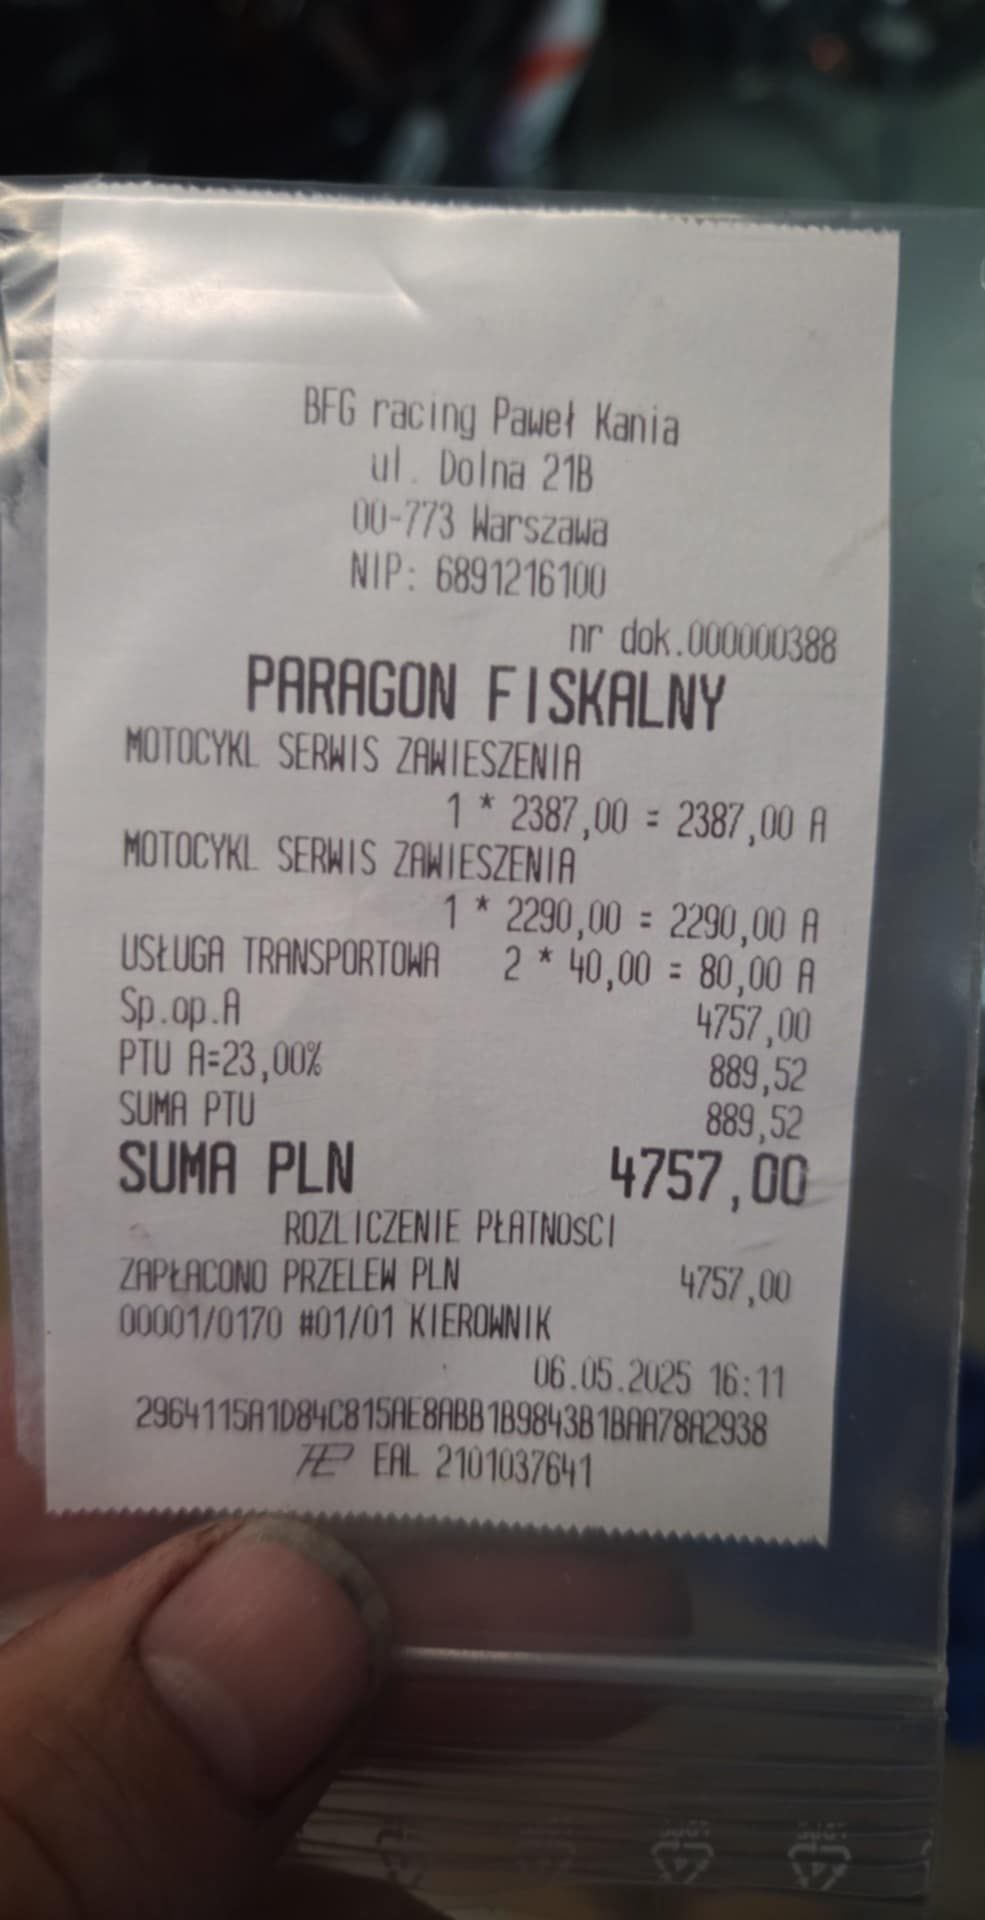 BFG racing Paweł Kania
ul. Dolna 21B
00-773 Warszawa
NIP: 6891216100
nr dok.000000388
PARAGON FISKALNY
MOTOCYKL SERWIS ZAWIESZENIA
1 * 2387,00 = 2387,00 A
MOTOCYKL SERWIS ZAWIESZENIA
1 * 2290,00 = 2290,00 A
USŁUGA TRANSPORTOWA 2 * 40,00 = 80,00 A
Sp.op.A 4757,00
PTU A=23,00% 889,52
SUMA PTU 889,52
SUMA PLN 4757,00
ROZLICZENIE PŁATNOŚCI
ZAPŁACONO PRZELEW PLN 4757,00
00001/0170 #01/01 KIEROWNIK
06.05.2025 16:11
2964115A1D84C815AE8ABB1B9843B1BAA78A2938
EAL 2101037641